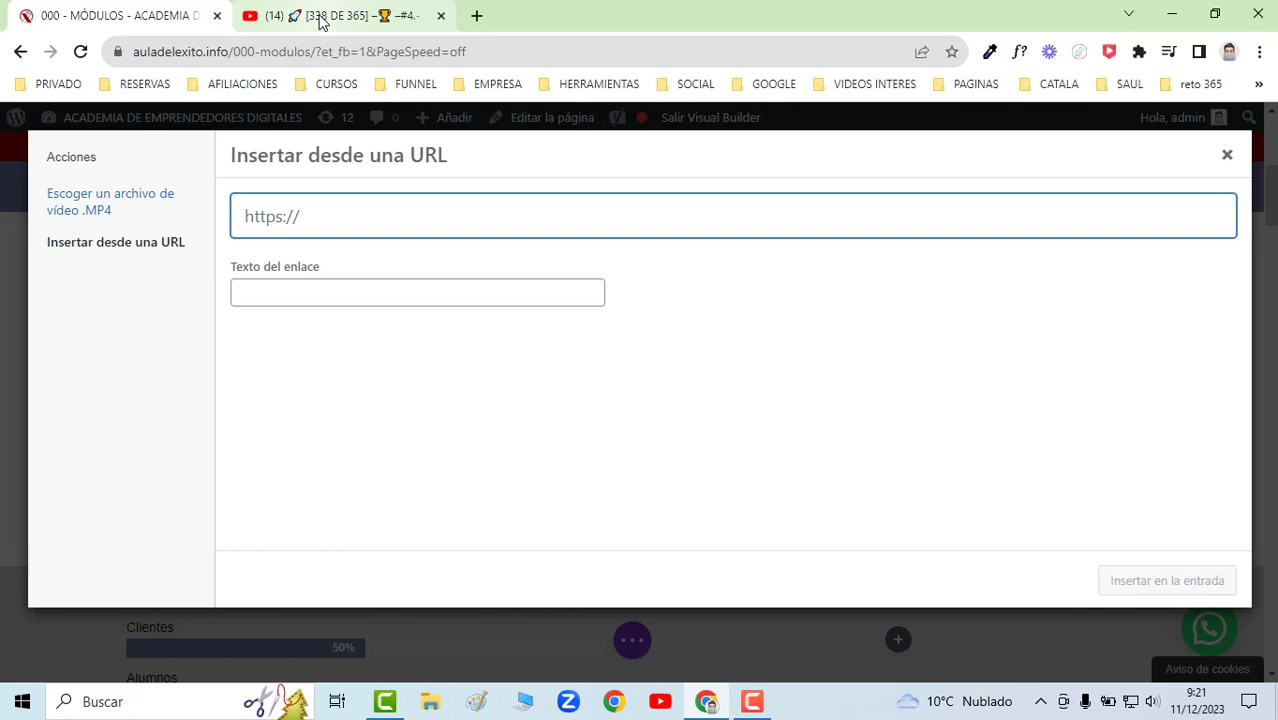 000 - MÓDULOS - ACADEMIA D
(14) 🚀 [338 DE 365] –🏆 –#4.-
auladelexito.info/000-modulos/?et_fb=1&PageSpeed=off
f?
PRIVADO RESERVAS AFILIACIONES CURSOS FUNNEL EMPRESA HERRAMIENTAS SOCIAL GOOGLE VIDEOS INTERES PAGINAS CATALA SAUL reto 365 »
ACADEMIA DE EMPRENDEDORES DIGITALES 12 0 Añadir Editar la página Salir Visual Builder Hola, admin
Acciones
Escoger un archivo de
vídeo .MP4
Insertar desde una URL
Insertar desde una URL
https://
Texto del enlace
Insertar en la entrada
Clientes
50%
Alumnos
Aviso de cookies
Buscar
10°C Nublado
9:21
11/12/2023